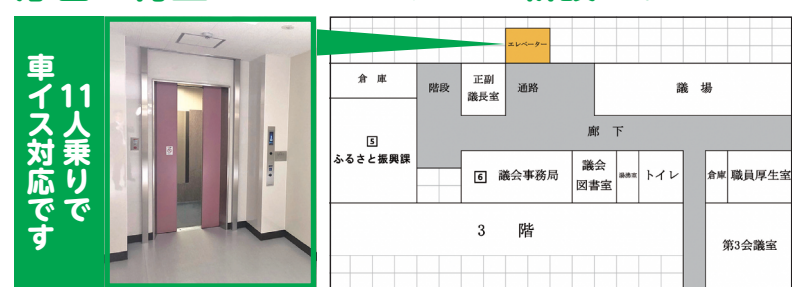 11人乗りで
車イス対応です
エレベーター
倉庫
階段
正副
議長室
通路
議場
廊下
5
ふるさと振興課
6 議会事務局
議会
図書室
トイレ
倉庫
職員厚生室
3階
第3会議室